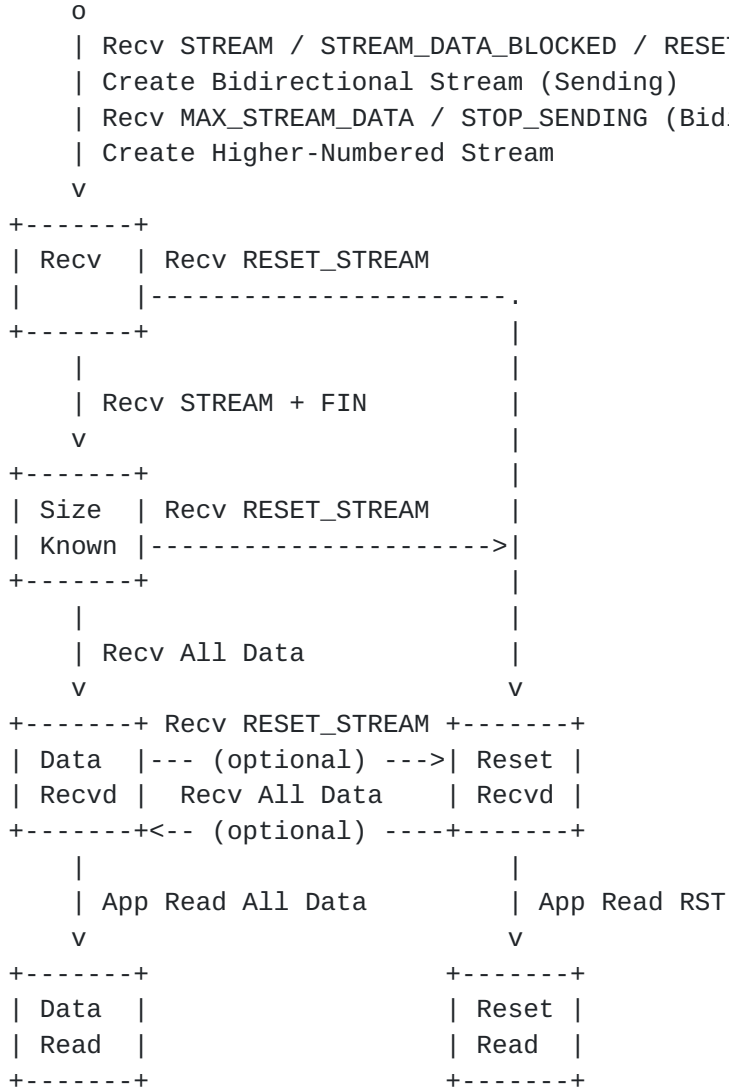 o
| Recv STREAM / STREAM_DATA_BLOCKED /
| Create Bidirectional Stream (Sending)
| Recv MAX_STREAM_DATA / STOP_SENDING
| Create Higher-Numbered Stream
v
+-------+
| Recv | Recv RESET_STREAM
| |-----------------------.
+-------+ |
| |
| Recv STREAM + FIN |
v |
+-------+ |
| Size | Recv RESET_STREAM |
| Known |---------------------->|
+-------+ |
| |
| Recv All Data |
v v
+-------+ Recv RESET_STREAM +-------+
| Data |--- (optional) --->| Reset |
| Recvd | Recv All Data | Recvd |
+-------+<-- (optional) ----+-------+
| |
| App Read All Data | App Read RST
v v
+-------+ +-------+
| Data | | Reset |
| Read | | Read |
+-------+ +-------+